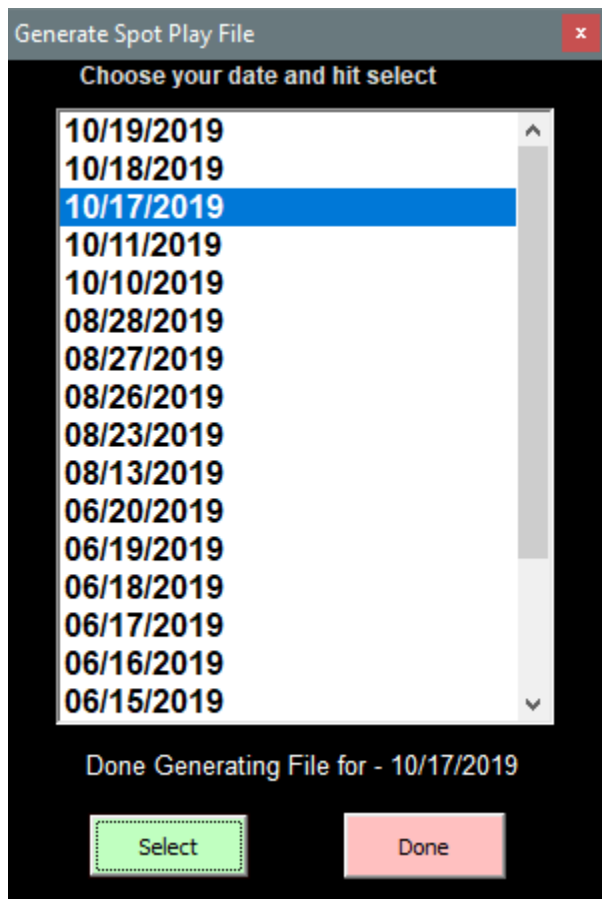 Generate Spot Play File
x
Choose your date and hit select
10/19/2019
10/18/2019
10/17/2019
10/11/2019
10/10/2019
08/28/2019
08/27/2019
08/26/2019
08/23/2019
08/13/2019
06/20/2019
06/19/2019
06/18/2019
06/17/2019
06/16/2019
06/15/2019
Done Generating File for - 10/17/2019
Select
Done